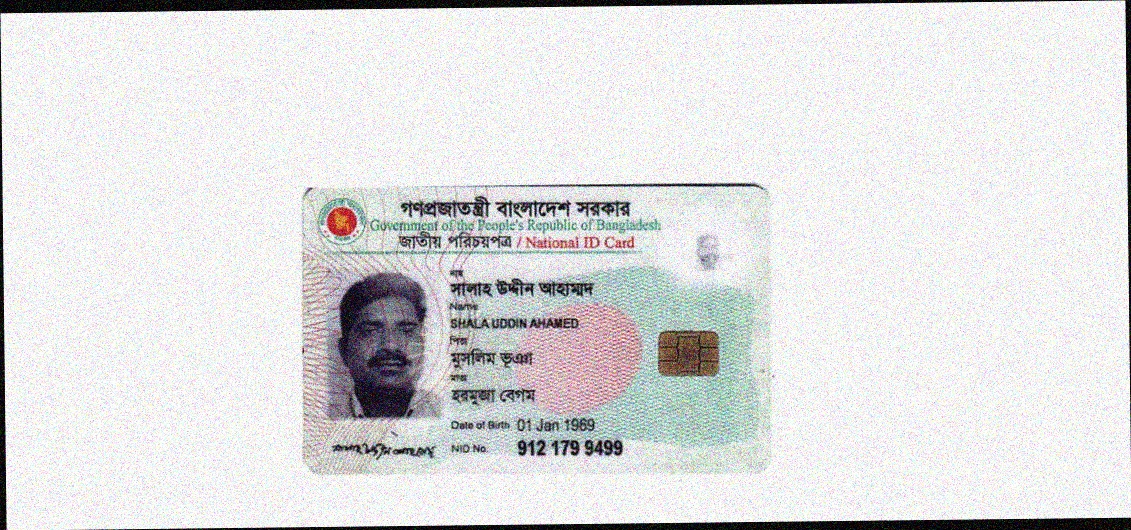 গণপ্রজাতন্ত্রী বাংলাদেশ সরকার
Government of the People's Republic of Bangladesh
জাতীয় পরিচয়পত্র / National ID Card
নাম
সালাহ উদ্দীন আহাম্মদ
Name
SHALA UDDIN AHAMED
পিতা
মুসলিম ভূঞা
মাতা
হরমুজা বেগম
Date of Birth 01 Jan 1969
NID No. 912 179 9499